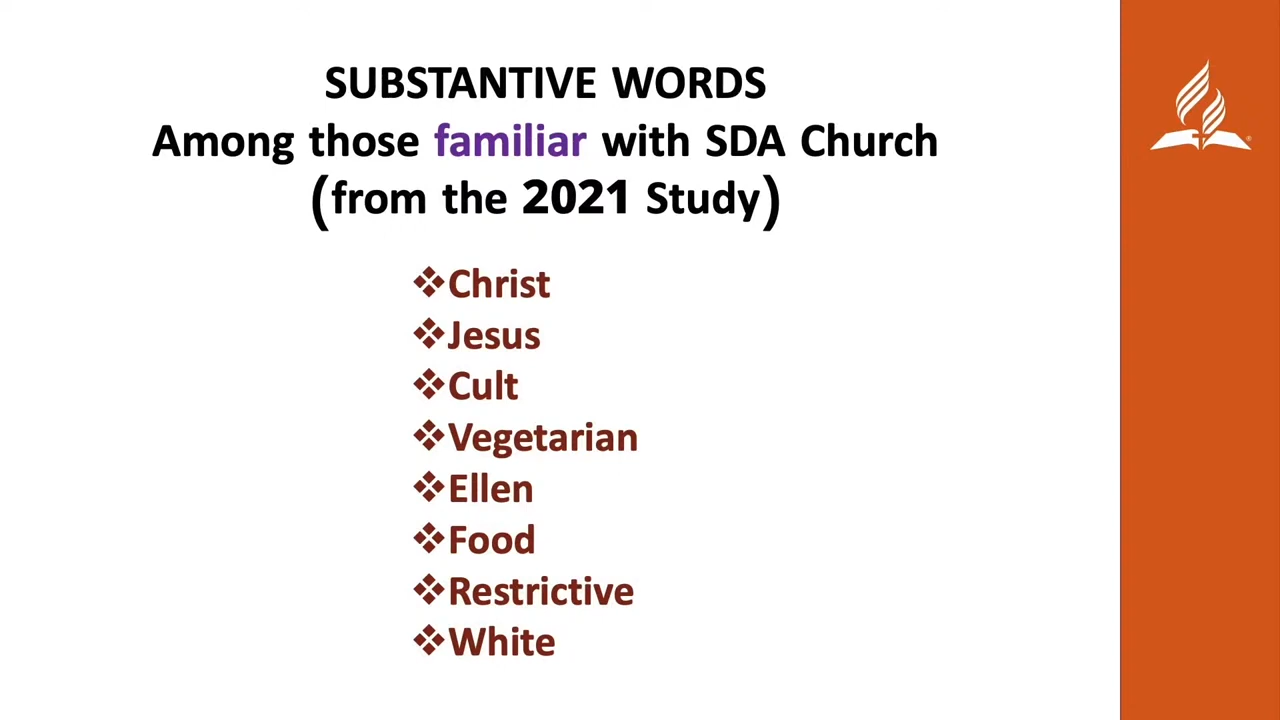 SUBSTANTIVE WORDS
Among those familiar with SDA Church
(from the 2021 Study)
❖Christ
❖Jesus
❖Cult
❖Vegetarian
❖Ellen
❖Food
❖Restrictive
❖White